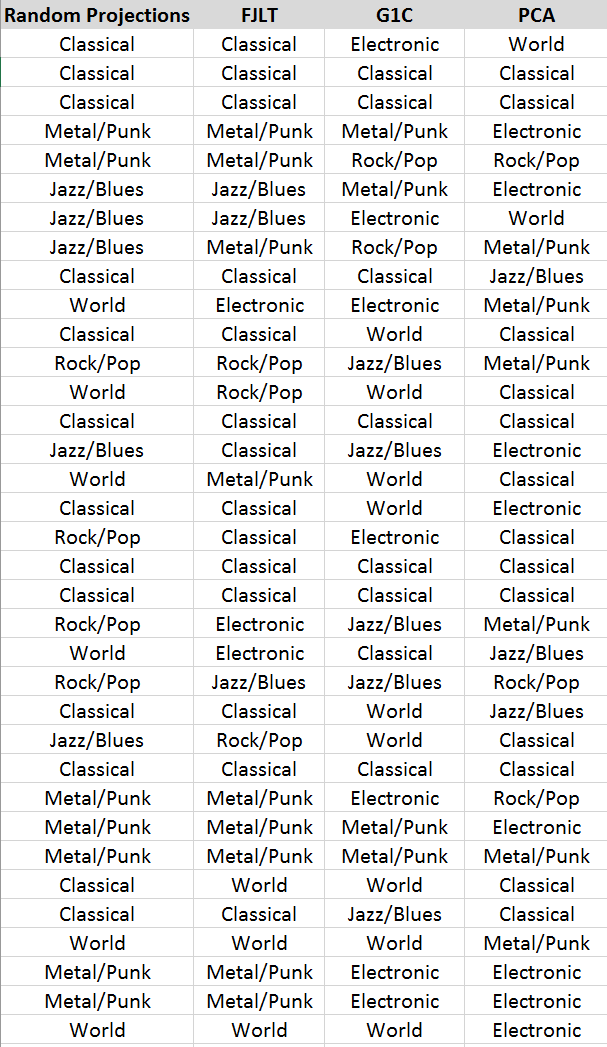 Random Projections FJLT G1C PCA
Classical Classical Electronic World
Classical Classical Classical Classical
Classical Classical Classical Classical
Metal/Punk Metal/Punk Metal/Punk Electronic
Metal/Punk Metal/Punk Rock/Pop Rock/Pop
Jazz/Blues Jazz/Blues Metal/Punk Electronic
Jazz/Blues Jazz/Blues Electronic World
Jazz/Blues Metal/Punk Rock/Pop Metal/Punk
Classical Classical Classical Jazz/Blues
World Electronic Electronic Metal/Punk
Classical Classical World Classical
Rock/Pop Rock/Pop Jazz/Blues Metal/Punk
World Rock/Pop World Classical
Classical Classical Classical Classical
Jazz/Blues Classical Jazz/Blues Electronic
World Metal/Punk World Classical
Classical Classical World Electronic
Rock/Pop Classical Electronic Classical
Classical Classical Classical Classical
Classical Classical Classical Classical
Rock/Pop Electronic Jazz/Blues Metal/Punk
World Electronic Classical Jazz/Blues
Rock/Pop Jazz/Blues Jazz/Blues Rock/Pop
Classical Classical World Jazz/Blues
Jazz/Blues Rock/Pop World Classical
Classical Classical Classical Classical
Metal/Punk Metal/Punk Electronic Rock/Pop
Metal/Punk Metal/Punk Metal/Punk Electronic
Metal/Punk Metal/Punk Metal/Punk Metal/Punk
Classical World World Classical
Classical Classical Jazz/Blues Classical
World World World Metal/Punk
Metal/Punk Metal/Punk Electronic Electronic
Metal/Punk Metal/Punk Electronic Electronic
World World World Electronic